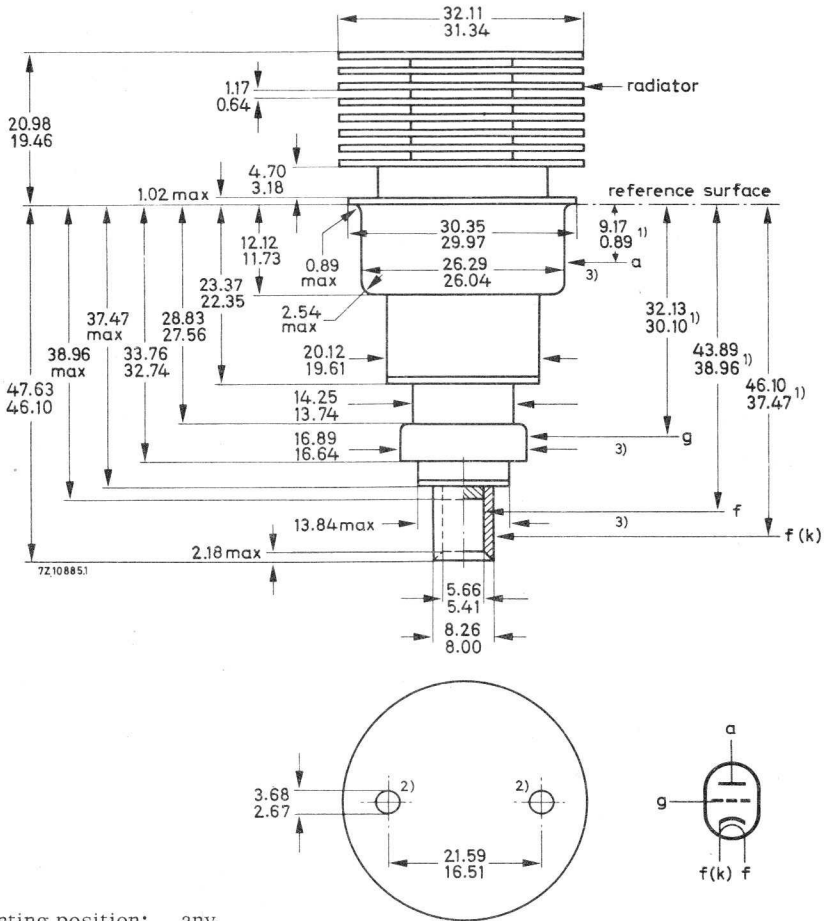 32.11
31.34
1.17
0.64
radiator
20.98
19.46
4.70
3.18
1.02 max
reference surface
12.12
11.73
0.89
max
30.35
29.97
26.29
26.04
9.17 1)
0.89
3)
a
23.37
22.35
2.54
max
28.83
27.56
37.47
max
33.76
32.74
38.96
max
47.63
46.10
20.12
19.61
32.13
30.10 1)
43.89
38.96 1)
46.10
37.47 1)
14.25
13.74
16.89
16.64
3)
g
13.84 max
3)
f
f(k)
2.18 max
7Z10885.1
5.66
5.41
8.26
8.00
3.68
2.67
2)
2)
21.59
16.51
a
g
f(k) f
nting position: any